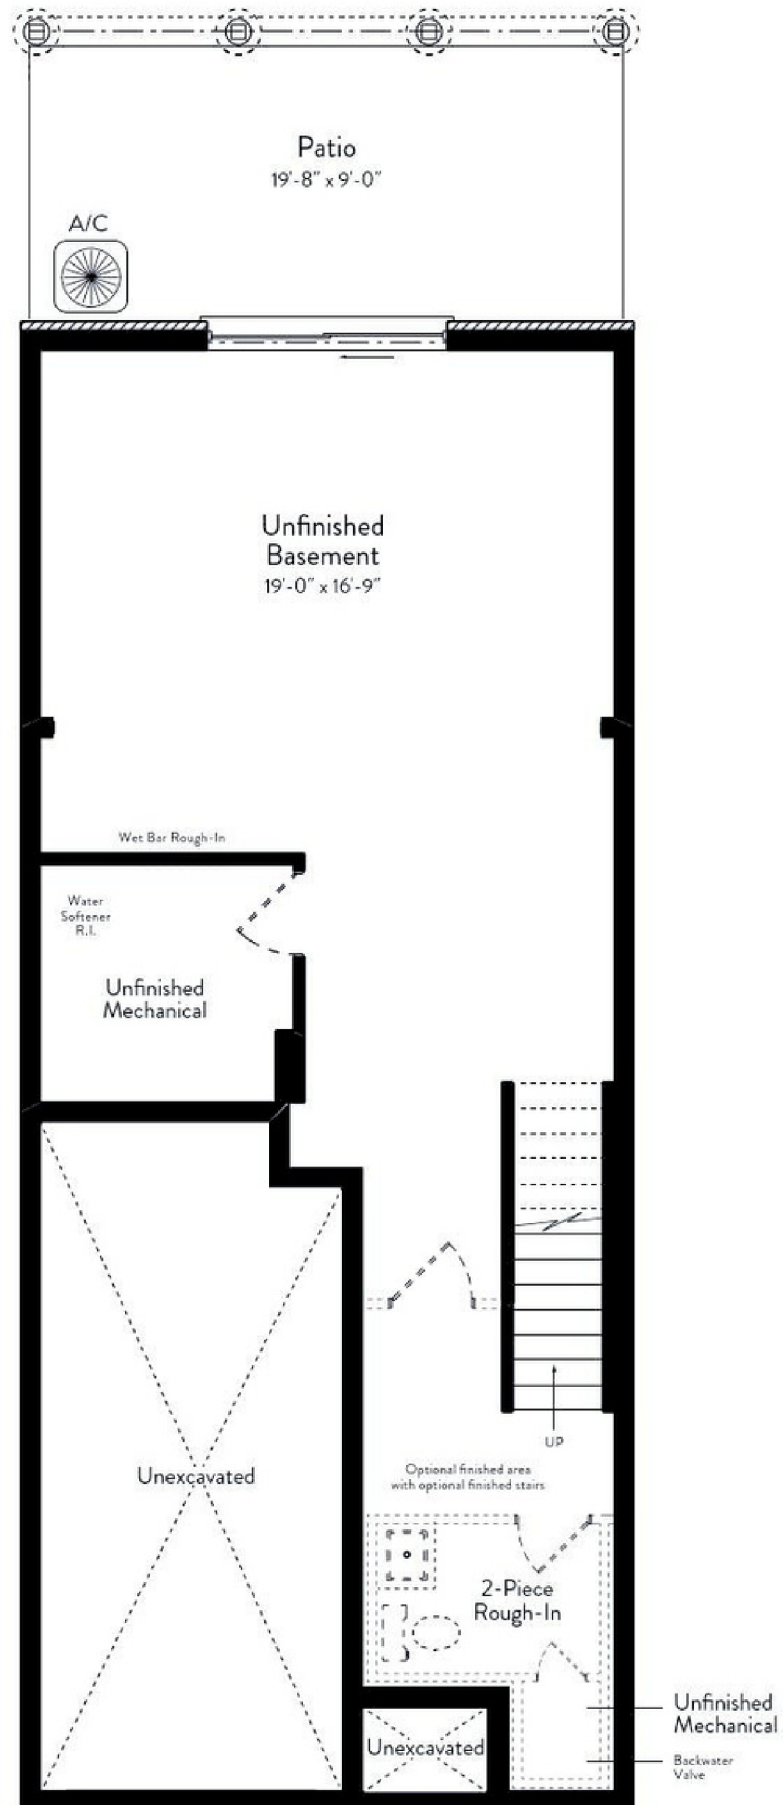 Patio
19'-8" x 9'-0"
A/C
Unfinished
Basement
19'-0" x 16'-9"
Wet Bar Rough-In
Water
Softener
R.I.
Unfinished
Mechanical
UP
Optional finished area
with optional finished stairs
Unexcavated
2-Piece
Rough-In
Unfinished
Mechanical
Unexcavated
Backwater
Valve